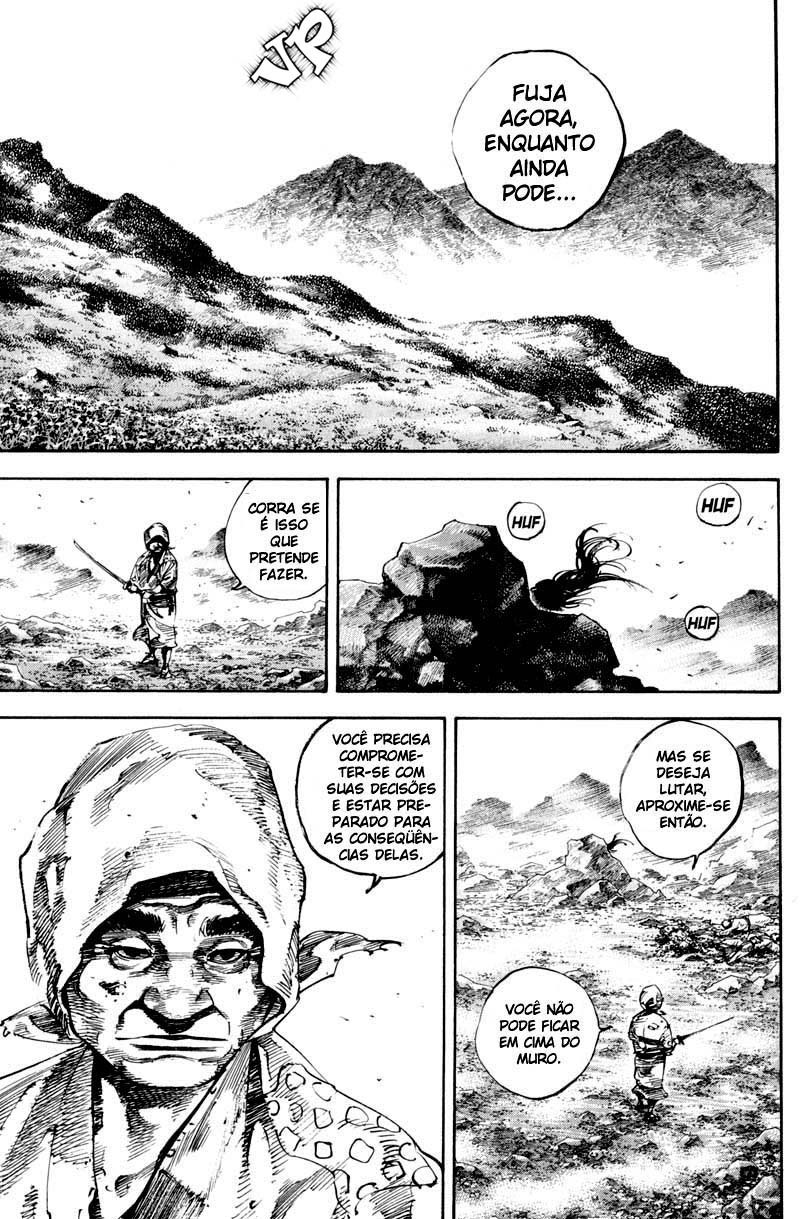 VP
FUJA
AGORA,
ENQUANTO
AINDA
PODE...
HUF
HUF
HUF
CORRA SE
É ISSO
QUE
PRETENDE
FAZER.
MAS SE
DESEJA
LUTAR,
APROXIME-SE
ENTÃO.
VOCÊ NÃO
PODE FICAR
EM CIMA DO
MURO.
VOCÊ PRECISA
COMPROME-
TER-SE COM
SUAS DECISÕES
E ESTAR PRE-
PARADO PARA
AS CONSEQÜÊN-
CIAS DELAS.